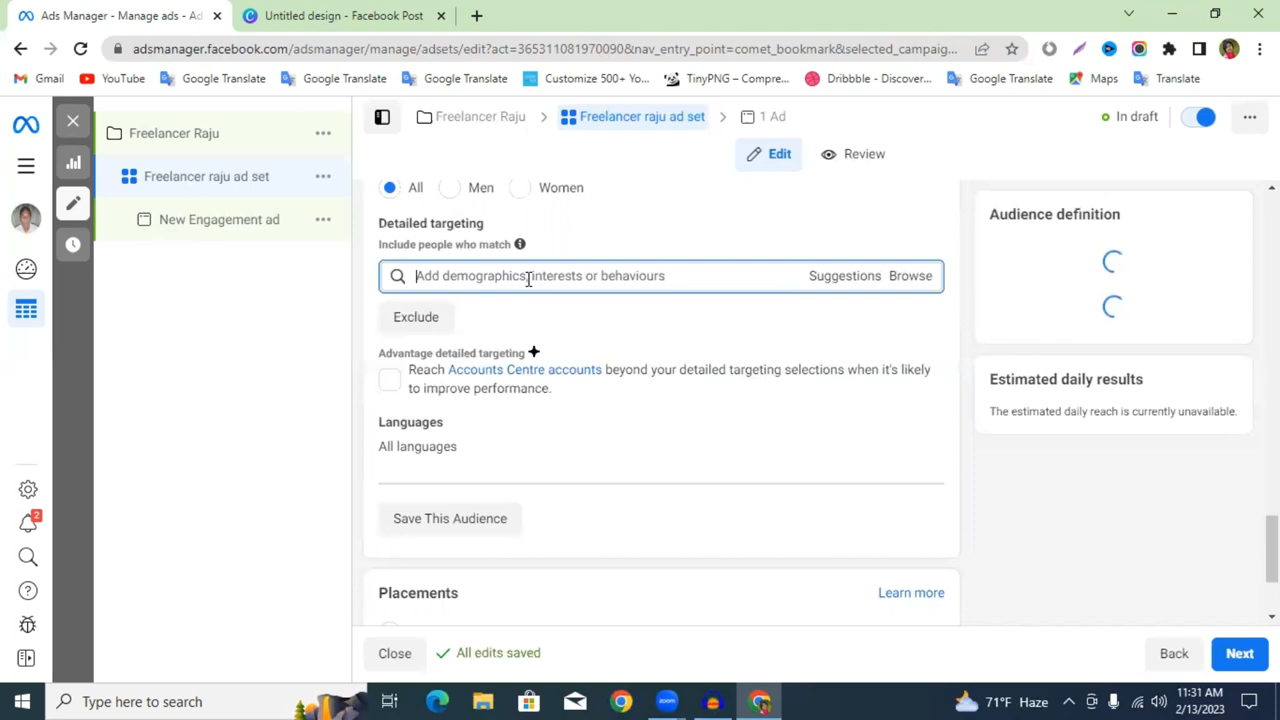 Ads Manager - Manage ads - Ad
Untitled design - Facebook Post
adsmanager.facebook.com/adsmanager/manage/adsets/edit?act=365311081970090&nav_entry_point=comet_bookmark&selected_campaig...
Gmail
YouTube
Google Translate
Google Translate
Google Translate
Customize 500+ Yo...
TinyPNG – Compre...
Dribbble - Discover...
Google Translate
Maps
Translate
Freelancer Raju
Freelancer raju ad set
1 Ad
In draft
Edit
Review
Freelancer Raju
Freelancer raju ad set
New Engagement ad
2
All
Men
Women
Detailed targeting
Include people who match
Add demographics, interests or behaviours
Suggestions
Browse
Exclude
Advantage detailed targeting
Reach Accounts Centre accounts beyond your detailed targeting selections when it's likely
to improve performance.
Languages
All languages
Save This Audience
Placements
Learn more
Audience definition
Estimated daily results
The estimated daily reach is currently unavailable.
Close
All edits saved
Back
Next
Type here to search
zoom
71°F Haze
11:31 AM
2/13/2023